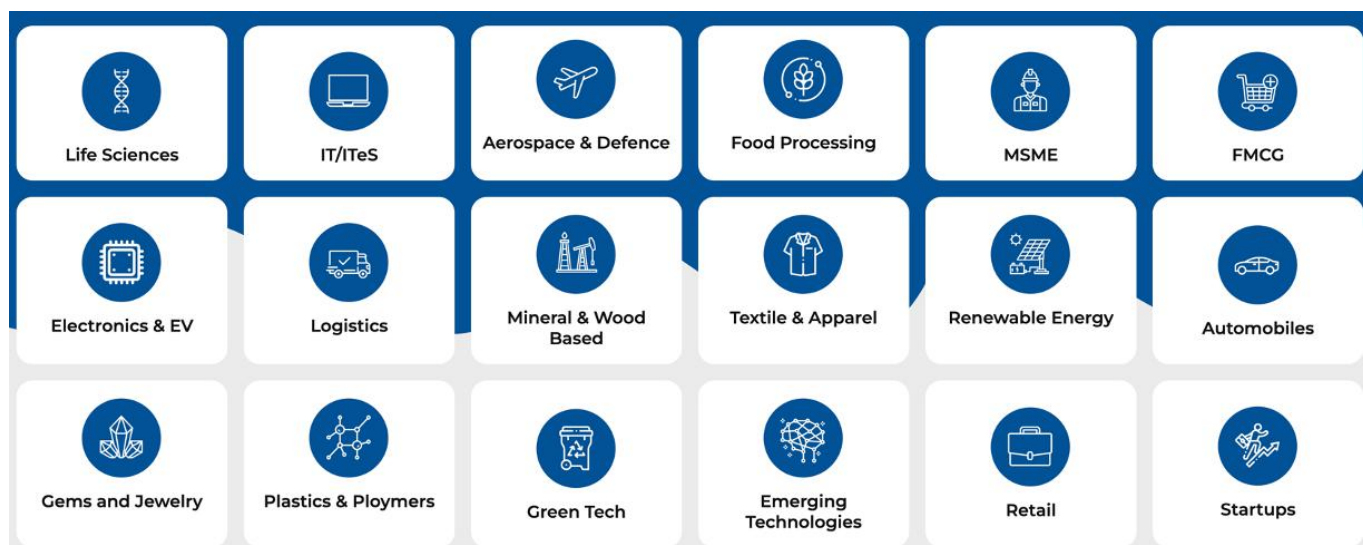 Life Sciences
IT/ITeS
Aerospace & Defence
Food Processing
MSME
FMCG
Electronics & EV
Logistics
Mineral & Wood
Based
Textile & Apparel
Renewable Energy
Automobiles
Gems and Jewelry
Plastics & Ploymers
Green Tech
Emerging
Technologies
Retail
Startups